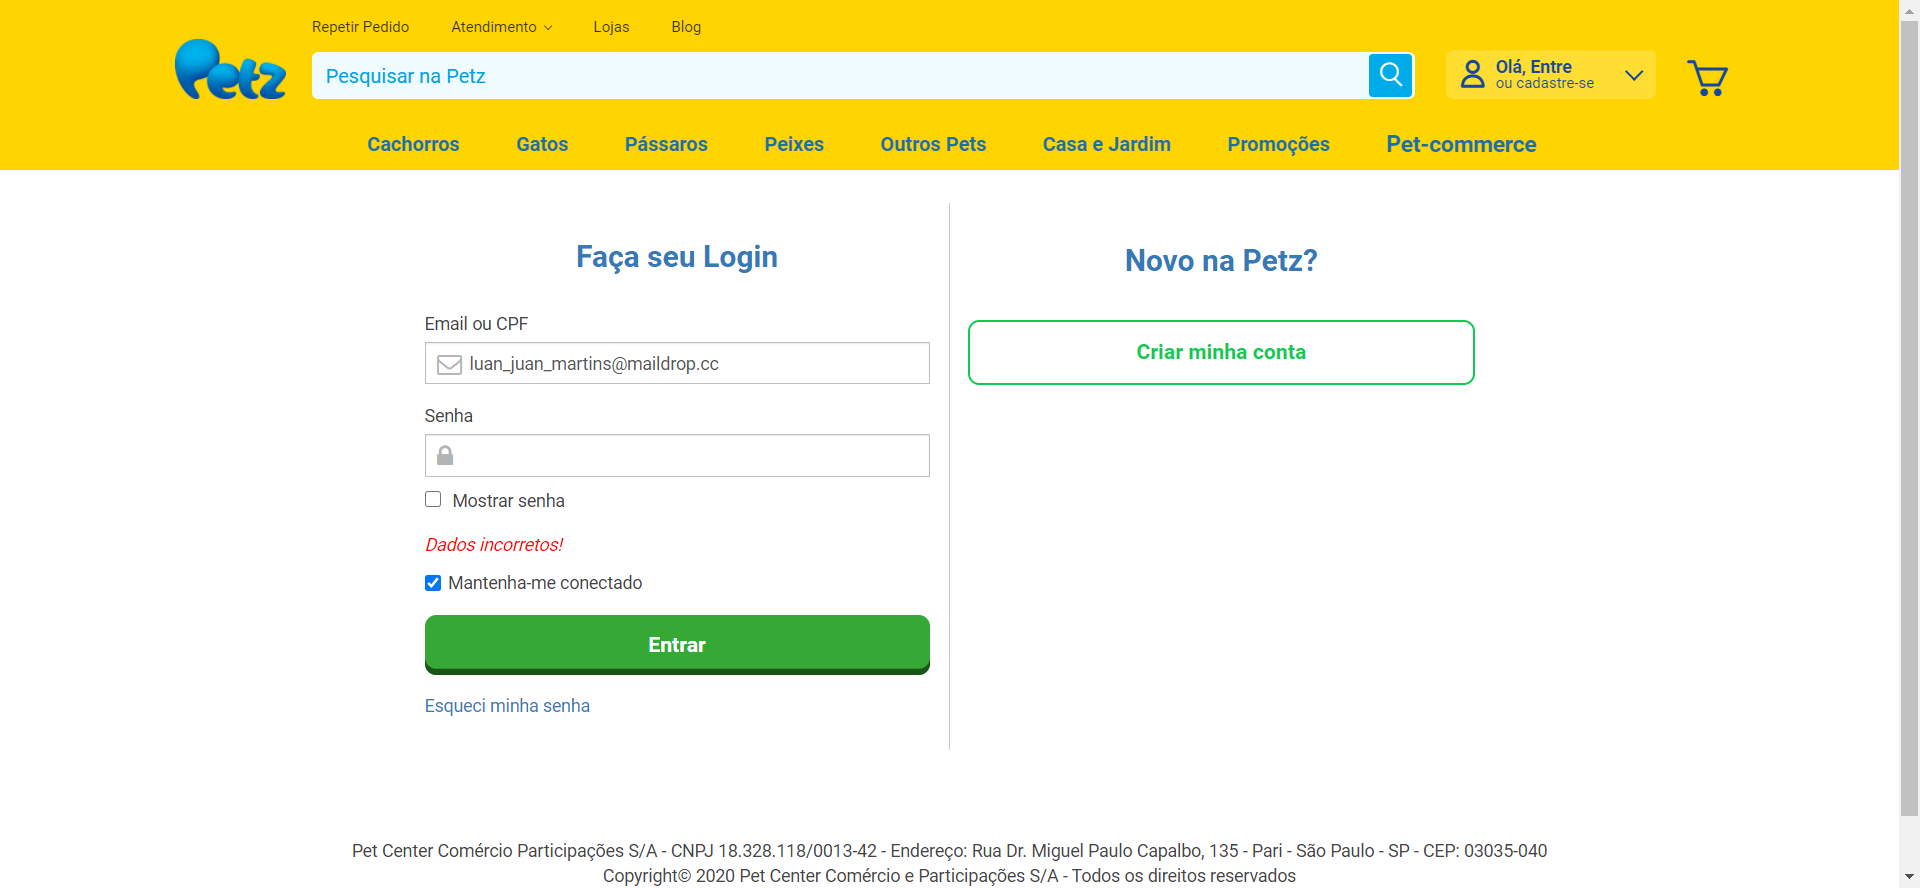 Repetir Pedido Atendimento Lojas Blog
Petz
Pesquisar na Petz
Olá, Entre
ou cadastre-se
Cachorros Gatos Pássaros Peixes Outros Pets Casa e Jardim Promoções Pet-commerce
Faça seu Login
Email ou CPF
luan_juan_martins@maildrop.cc
Senha
Mostrar senha
Dados incorretos!
Mantenha-me conectado
Entrar
Esqueci minha senha
Novo na Petz?
Criar minha conta
Pet Center Comércio Participações S/A - CNPJ 18.328.118/0013-42 - Endereço: Rua Dr. Miguel Paulo Capalbo, 135 - Pari - São Paulo - SP - CEP: 03035-040
Copyright© 2020 Pet Center Comércio e Participações S/A - Todos os direitos reservados